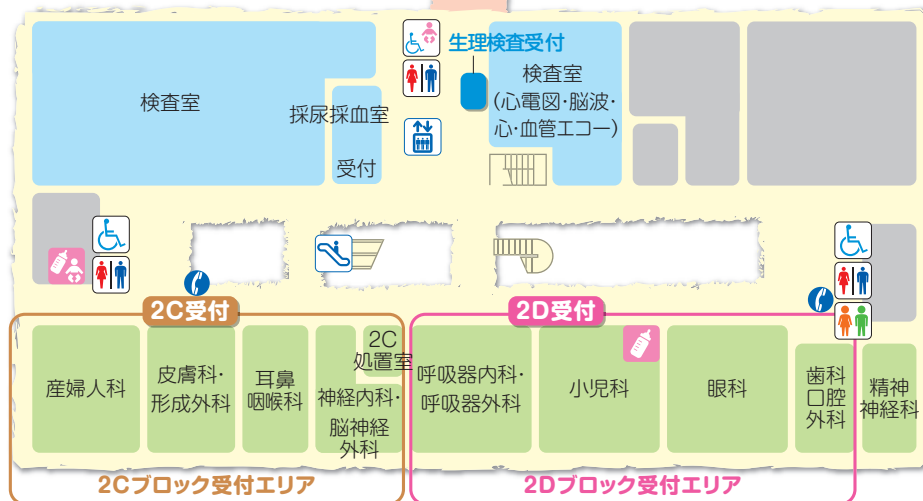 生理検査受付
検査室
採尿採血室
受付
検査室
(心電図・脳波・
心・血管エコー)
2C受付
2D受付
産婦人科
皮膚科・
形成外科
耳鼻
咽喉科
2C
処置室
神経内科・
脳神経
外科
呼吸器内科・
呼吸器外科
小児科
眼科
歯科
口腔
外科
精神
神経科
2Cブロック受付エリア
2Dブロック受付エリア